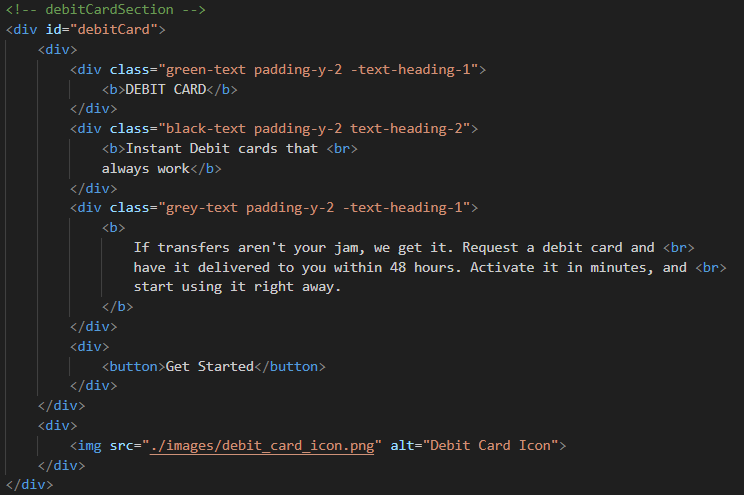 <!-- debitCardSection -->
<div id="debitCard">
    <div>
        <div class="green-text padding-y-2 -text-heading-1">
            <b>DEBIT CARD</b>
        </div>
        <div class="black-text padding-y-2 text-heading-2">
            <b>Instant Debit cards that <br>
            always work</b>
        </div>
        <div class="grey-text padding-y-2 -text-heading-1">
            <b>
                If transfers aren't your jam, we get it. Request a debit card and <br>
                have it delivered to you within 48 hours. Activate it in minutes, and <br>
                start using it right away.
            </b>
        </div>
        <div>
            <button>Get Started</button>
        </div>
    </div>
    <div>
        <img src="./images/debit_card_icon.png" alt="Debit Card Icon">
    </div>
</div>